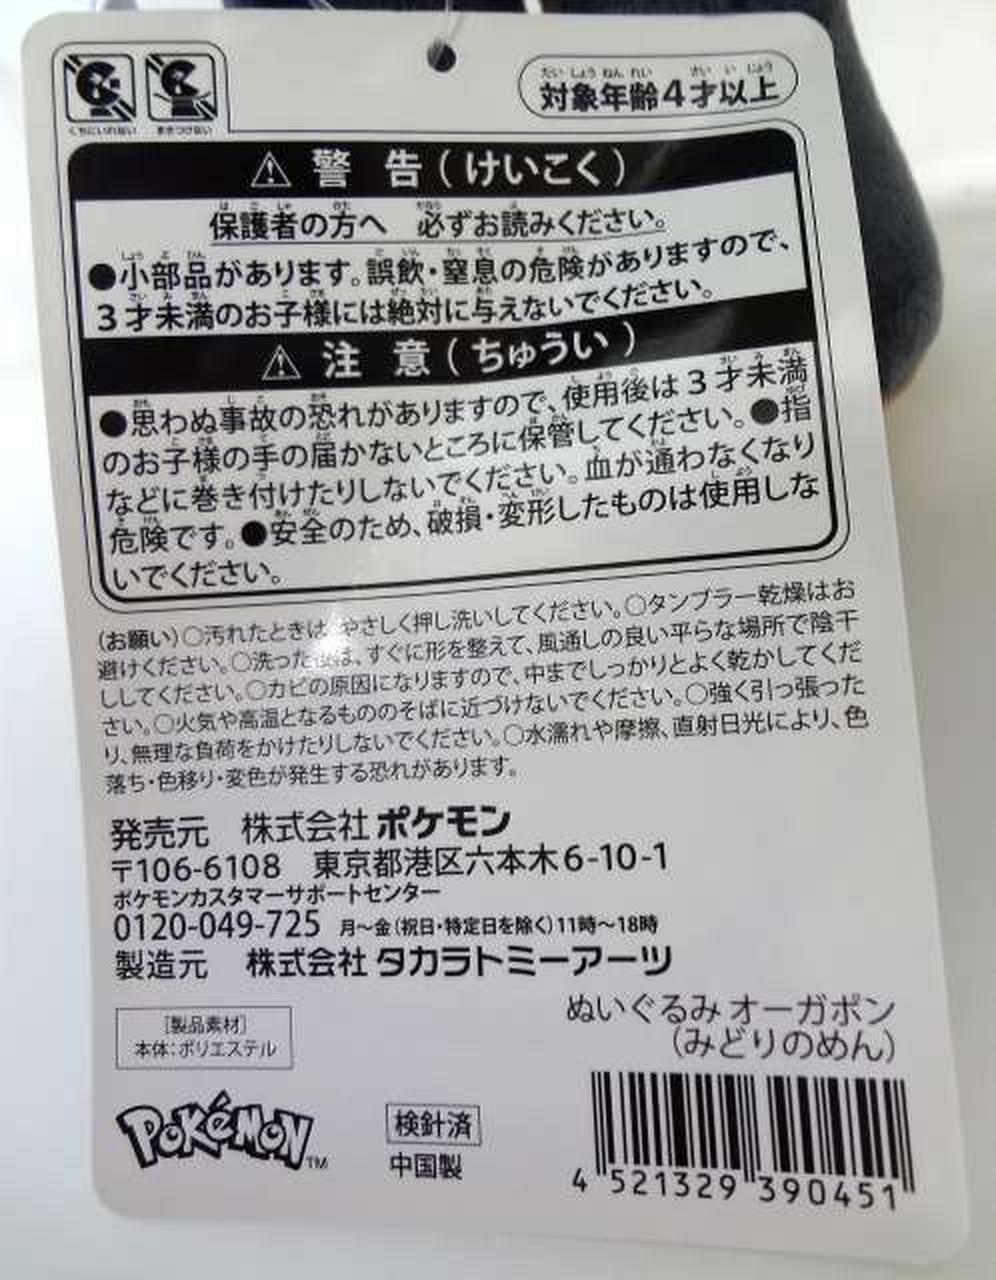 対象年齢4才以上
くちにいれない まきつけない
警告(けいこく)
保護者の方へ 必ずお読みください。
●小部品があります。誤飲・窒息の危険がありますので、
3才未満のお子様には絶対に与えないでください。
注意(ちゅうい)
●思わぬ事故の恐れがありますので、使用後は3才未満
のお子様の手の届かないところに保管してください。●指
などに巻き付けたりしないでください。血が通わなくなり
危険です。●安全のため、破損・変形したものは使用しな
いでください。
(お願い)○汚れたときは、やさしく押し洗いしてください。○タンブラー乾燥はお
避けください。○洗った後は、すぐに形を整えて、風通しの良い平らな場所で陰干
ししてください。○カビの原因になりますので、中までしっかりとよく乾かしてくだ
さい。○火気や高温となるもののそばに近づけないでください。○強く引っ張った
り、無理な負荷をかけたりしないでください。○水濡れや摩擦、直射日光により、色
落ち・色移り・変色が発生する恐れがあります。
発売元 株式会社ポケモン
〒106-6108 東京都港区六本木6-10-1
ポケモンカスタマーサポートセンター
0120-049-725 月～金(祝日・特定日を除く)11時～18時
製造元 株式会社タカラトミーアーツ
[製品素材]
本体:ポリエステル
ぬいぐるみ オーガポン
(みどりのめん)
POKéMON TM
検針済
中国製
4 521329 390451